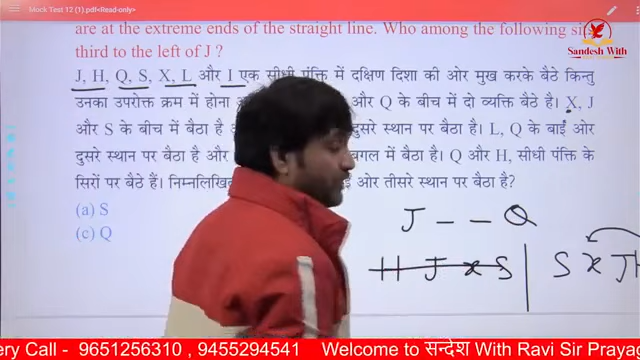 Mock Test 12 (1).pdf<Read-only>
are at the extreme ends of the straight line. Who among the following
third to the left of J ?
Sandesh With
J, H, Q, S, X, L और I एक सीधी पंक्ति में दक्षिण दिशा की ओर मुख करके बैठे किन्तु
उनका उपरोक्त क्रम में होना और Q के बीच में दो व्यक्ति बैठे है। X, J
और S के बीच में बैठा है दूसरे स्थान पर बैठा है। L, Q के बाईं ओर
दूसरे स्थान पर बैठा है और बगल में बैठा है। Q और H, सीधी पंक्ति के
सिरों पर बैठे हैं। ओर तीसरे स्थान पर बैठा है?
(a) S
(c) Q
J _ _ Q
H J x S | S x J H
ery Call - 9651256310 , 9455294541 Welcome to सन्देश With Ravi Sir Prayag